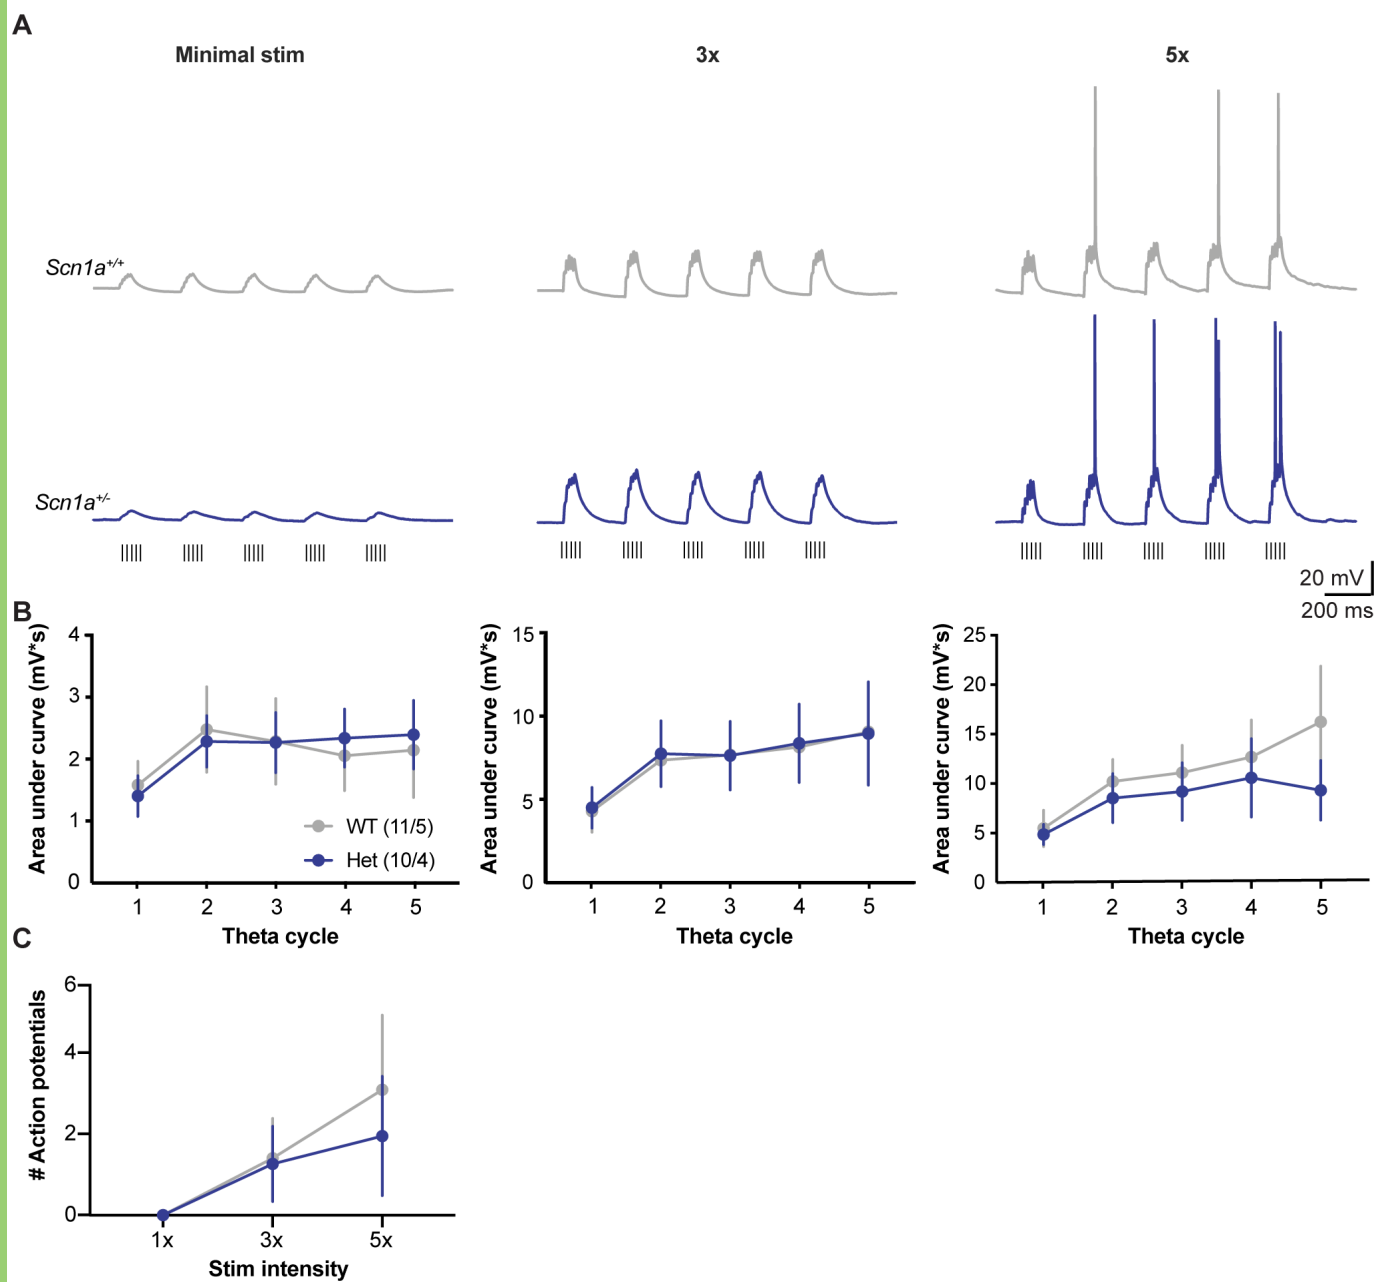 A
Minimal stim 3x 5x
Scn1a+/+
Scn1a+/-
20 mV
200 ms
B
Area under curve (mV*s)
4
3
2
1
0
WT (11/5)
Het (10/4)
1 2 3 4 5
Theta cycle
Area under curve (mV*s)
15
10
5
0
1 2 3 4 5
Theta cycle
Area under curve (mV*s)
25
20
15
10
5
0
1 2 3 4 5
Theta cycle
C
# Action potentials
6
4
2
0
1x 3x 5x
Stim intensity